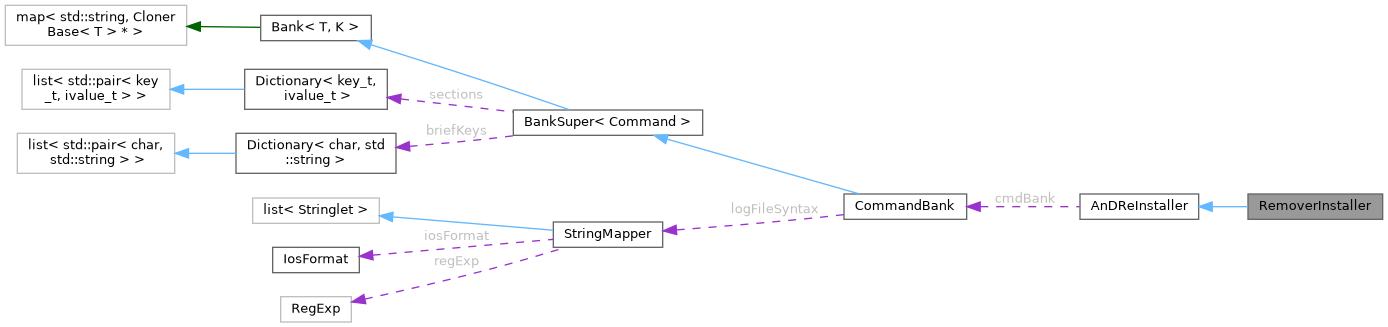 map< std::string, Cloner
Base< T > * >
Bank< T, K >
list< std::pair< key
_t, ivalue_t > >
Dictionary< key_t,
ivalue_t >
sections
BankSuper< Command >
briefKeys
list< std::pair< char,
std::string > >
Dictionary< char, std
::string >
list< Stringlet >
logFileSyntax
CommandBank
cmdBank
AnDReInstaller
RemoverInstaller
iosFormat
StringMapper
IosFormat
regExp
RegExp